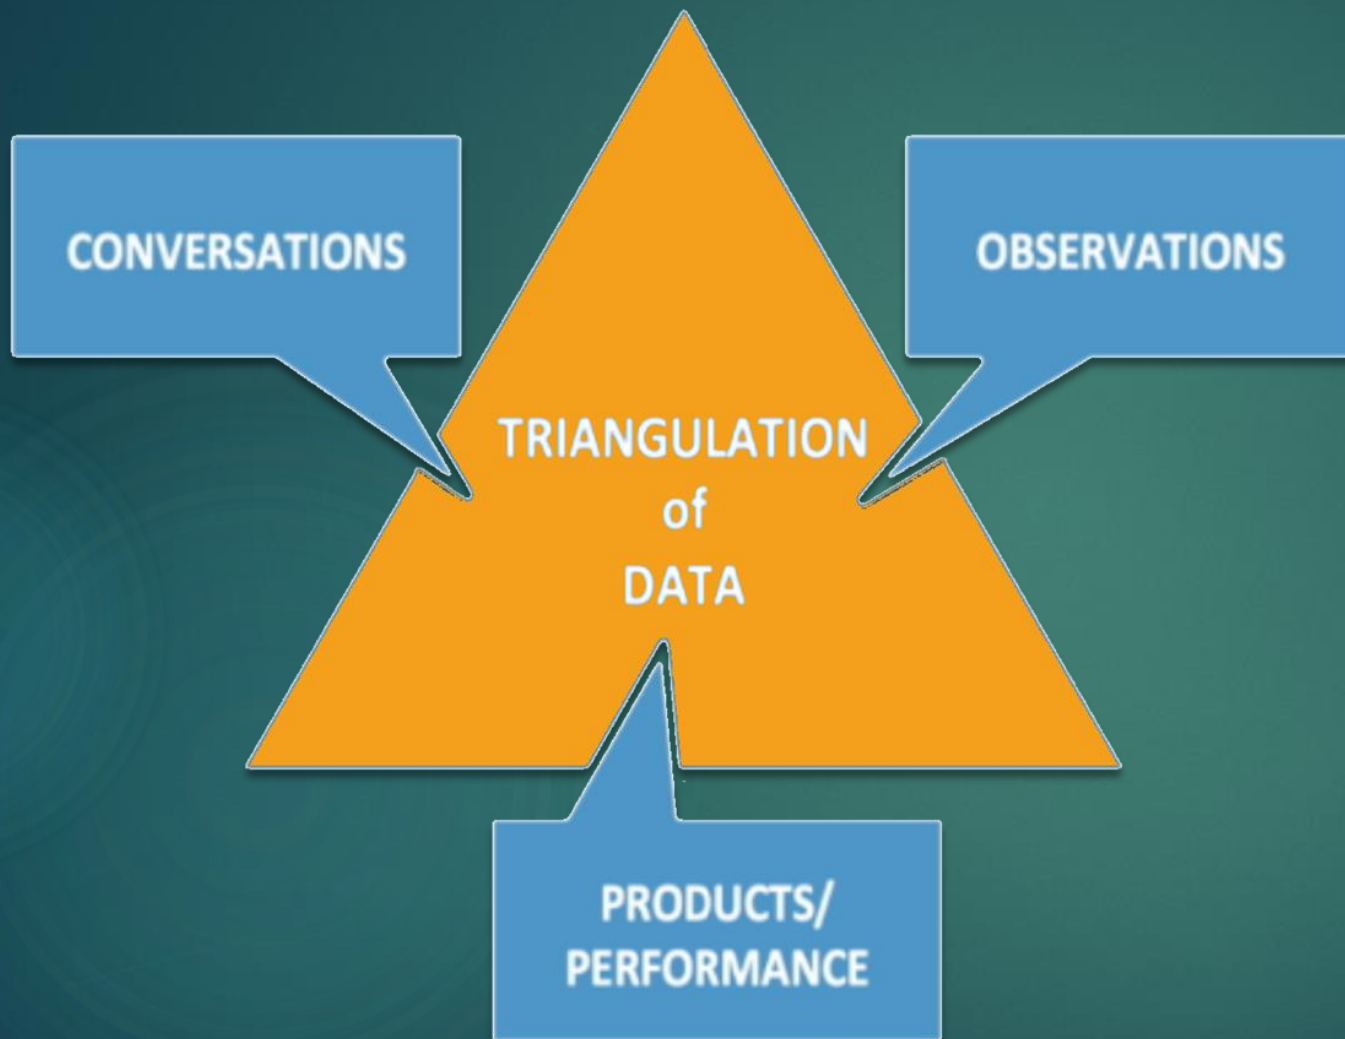 CONVERSATIONS
OBSERVATIONS
TRIANGULATION
of
DATA
PRODUCTS/
PERFORMANCE